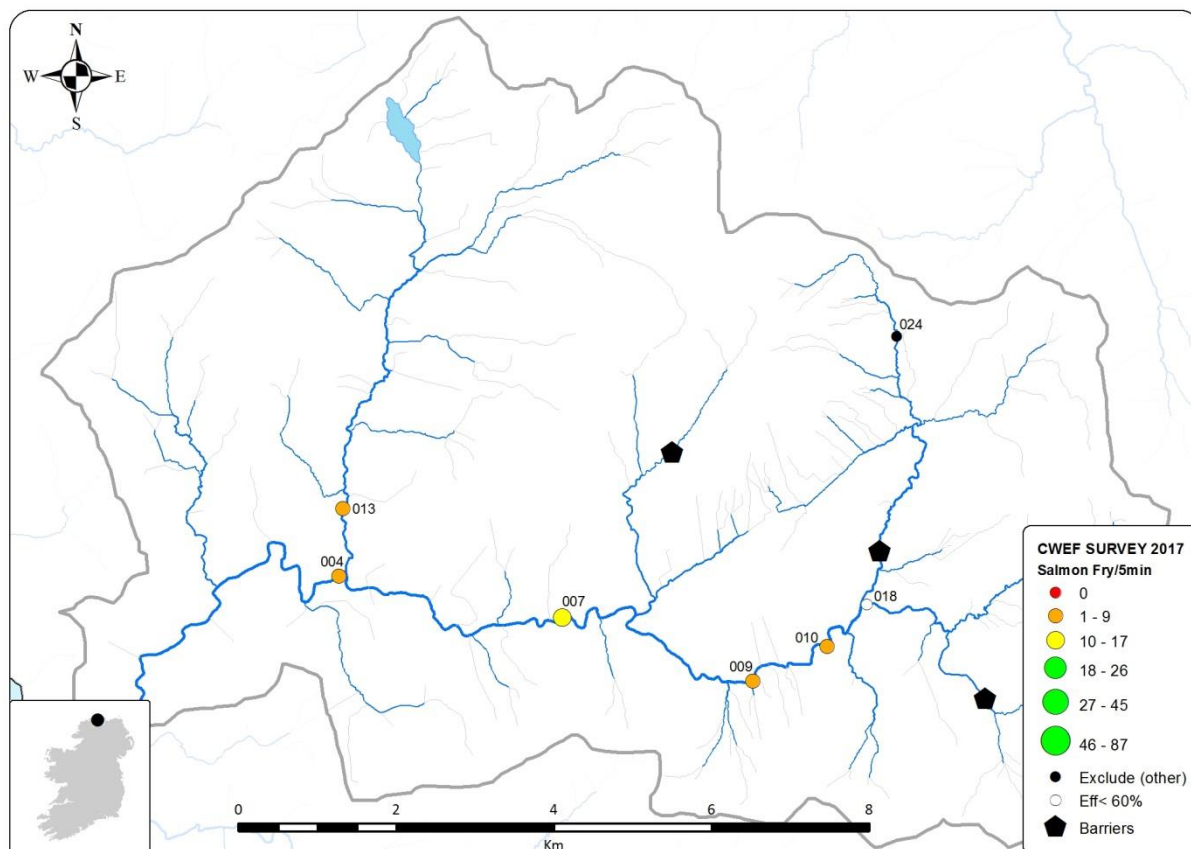 N
W E
S
024
013
004
007
018
010
009
CWEF SURVEY 2017
Salmon Fry/5min
0
1 - 9
10 - 17
18 - 26
27 - 45
46 - 87
Exclude (other)
Eff< 60%
Barriers
0 2 4 6 8
Km